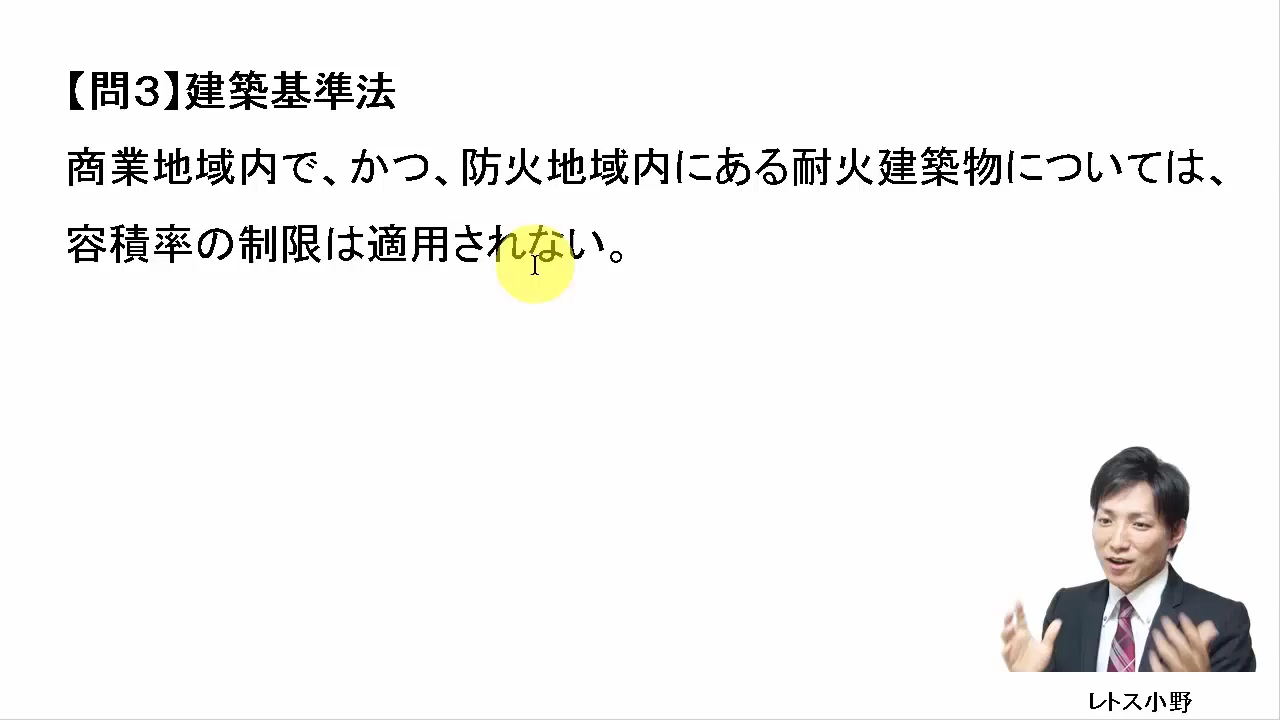 【問３】建築基準法
商業地域内で、かつ、防火地域内にある耐火建築物については、
容積率の制限は適用されない。
レトス小野